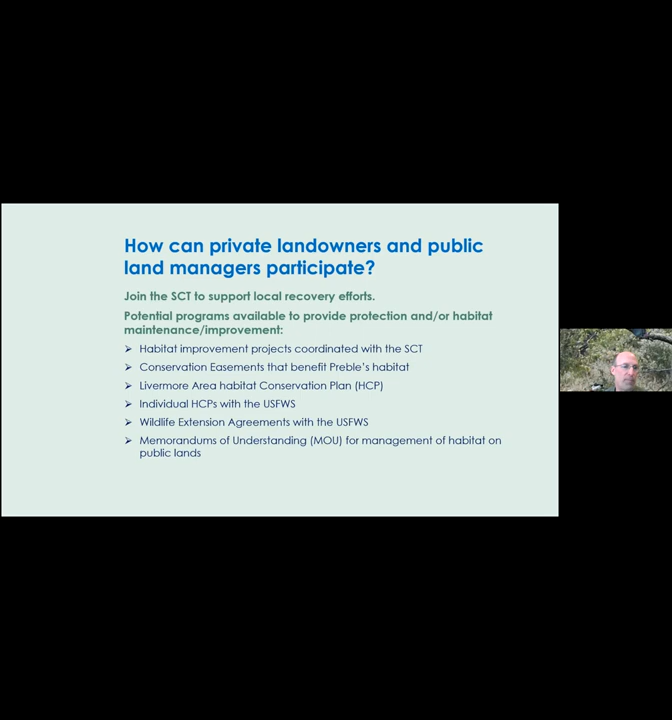 How can private landowners and public
land managers participate?
Join the SCT to support local recovery efforts.
Potential programs available to provide protection and/or habitat
maintenance/improvement:
➢ Habitat improvement projects coordinated with the SCT
➢ Conservation Easements that benefit Preble's habitat
➢ Livermore Area habitat Conservation Plan (HCP)
➢ Individual HCPs with the USFWS
➢ Wildlife Extension Agreements with the USFWS
➢ Memorandums of Understanding (MOU) for management of habitat on
public lands